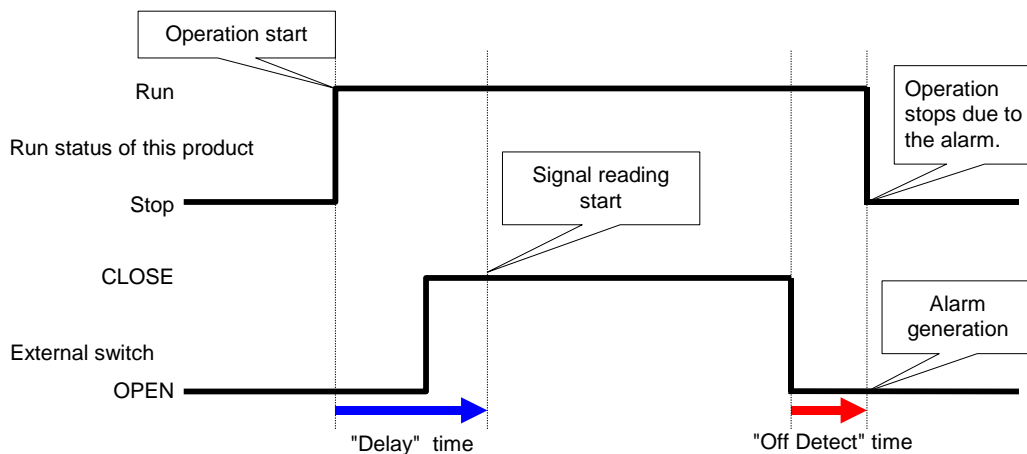 Operation start
Run
Operation
stops due to
the alarm.
Run status of this product
Signal reading
start
Stop
CLOSE
Alarm
generation
External switch
OPEN
"Delay" time
"Off Detect" time